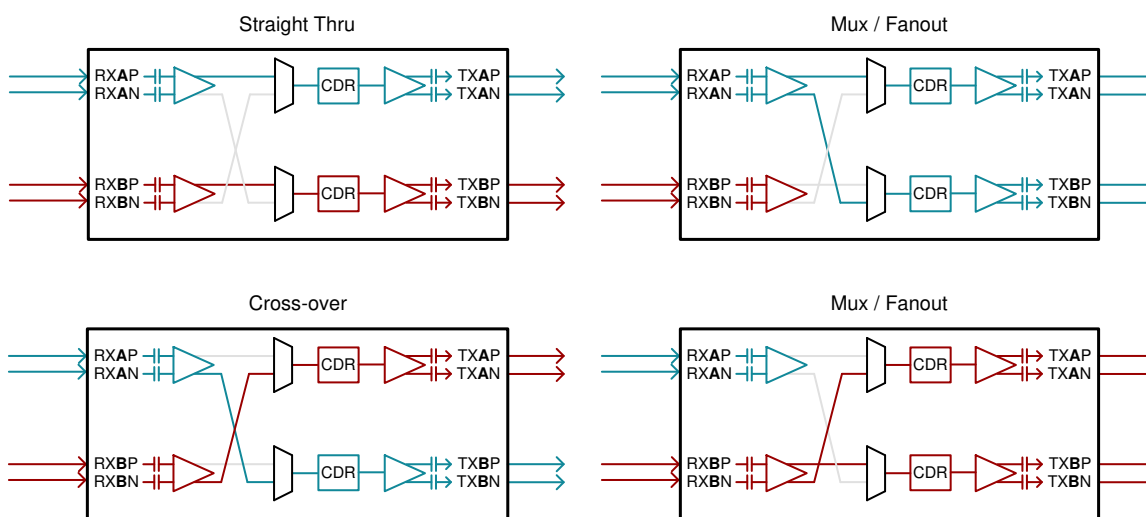 Straight Thru
RXAP
RXAN
CDR
TXAP
TXAN
RXBP
RXBN
CDR
TXBP
TXBN
Mux / Fanout
RXAP
RXAN
CDR
TXAP
TXAN
RXBP
RXBN
CDR
TXBP
TXBN
Cross-over
RXAP
RXAN
CDR
TXAP
TXAN
RXBP
RXBN
CDR
TXBP
TXBN
Mux / Fanout
RXAP
RXAN
CDR
TXAP
TXAN
RXBP
RXBN
CDR
TXBP
TXBN